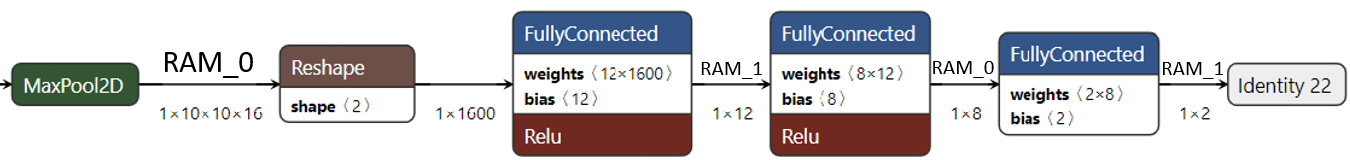 MaxPool2D
RAM_0
1×10×10×16
Reshape
shape ⟨2⟩
1×1600
FullyConnected
weights ⟨12×1600⟩
bias ⟨12⟩
Relu
RAM_1
1×12
FullyConnected
weights ⟨8×12⟩
bias ⟨8⟩
Relu
RAM_0
1×8
FullyConnected
weights ⟨2×8⟩
bias ⟨2⟩
RAM_1
1×2
Identity 22